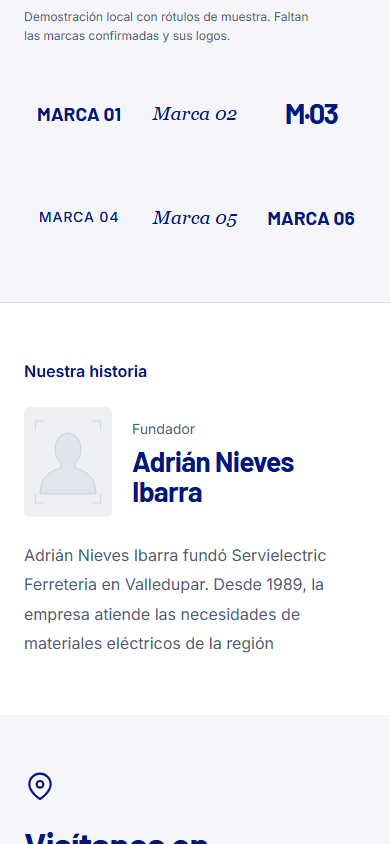 Demostración local con rótulos de muestra. Faltan
las marcas confirmadas y sus logos.
MARCA 01
Marca 02
M·03
MARCA 04
Marca 05
MARCA 06
Nuestra historia
Fundador
Adrián Nieves
Ibarra
Adrián Nieves Ibarra fundó Servielectric
Ferreteria en Valledupar. Desde 1989, la
empresa atiende las necesidades de
materiales eléctricos de la región
Visítanos en